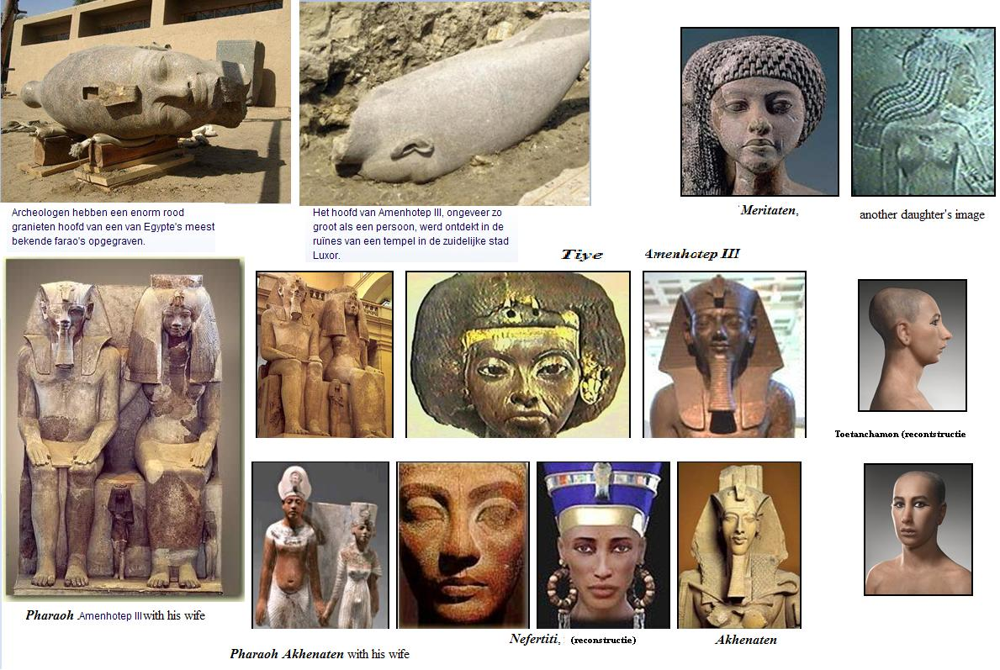 Archeologen hebben een enorm rood
granieten hoofd van een van Egypte's meest
bekende farao's opgegraven.
Het hoofd van Amenhotep III, ongeveer zo
groot als een persoon, werd ontdekt in de
ruïnes van een tempel in de zuidelijke stad
Luxor.
Meritaten,
another daughter's image
Tiye
Amenhotep III
Toetanchamon (recontstructie
Pharaoh .Amenhotep III with his wife
Nefertiti, (reconstructie)
Akhenaten
Pharaoh Akhenaten with his wife